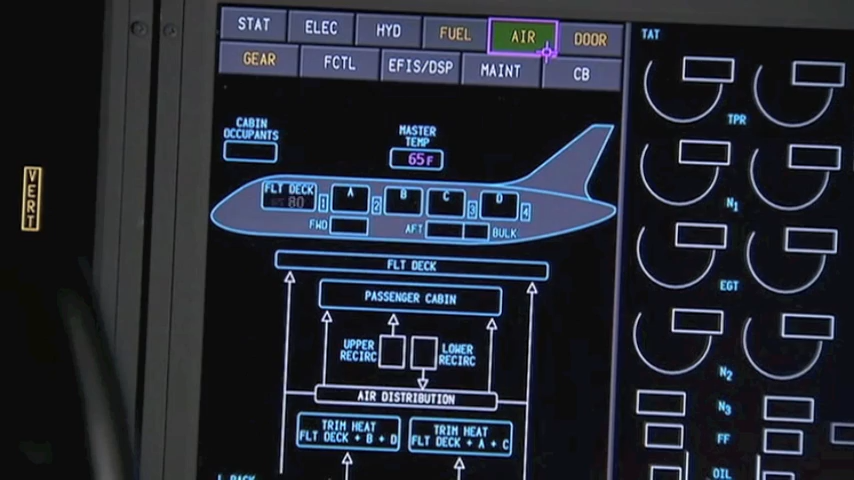 STAT ELEC HYD FUEL AIR DOOR
GEAR FCTL EFIS/DSP MAINT CB
TAT
CABIN
OCCUPANTS
MASTER
TEMP
65F
TPR
VERT
FLT DECK
80
A
B
C
D
1
2
3
4
FWD
AFT
BULK
N1
FLT DECK
EGT
PASSENGER CABIN
UPPER
RECIRC
LOWER
RECIRC
N2
AIR DISTRIBUTION
N3
TRIM HEAT
FLT DECK + B + D
TRIM HEAT
FLT DECK + A + C
FF
OIL
L PACK